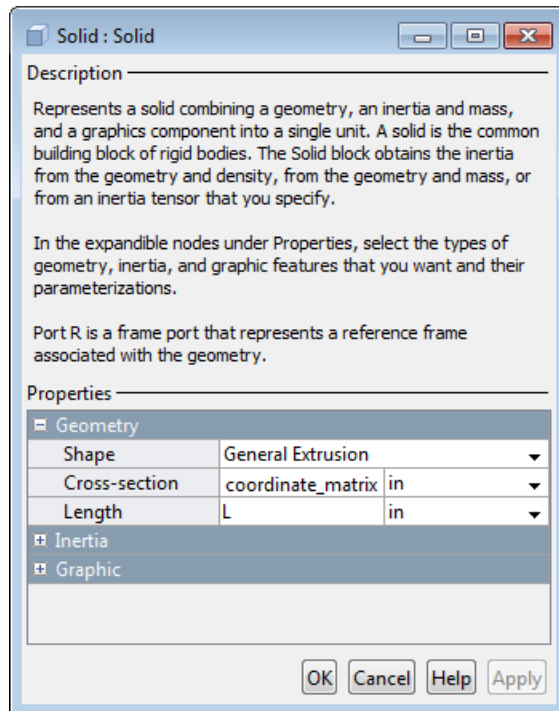 Solid : Solid
Description
Represents a solid combining a geometry, an inertia and mass,
and a graphics component into a single unit. A solid is the common
building block of rigid bodies. The Solid block obtains the inertia
from the geometry and density, from the geometry and mass, or
from an inertia tensor that you specify.
In the expandible nodes under Properties, select the types of
geometry, inertia, and graphic features that you want and their
parameterizations.
Port R is a frame port that represents a reference frame
associated with the geometry.
Properties
Geometry
Shape General Extrusion
Cross-section coordinate_matrix in
Length L in
Inertia
Graphic
OK Cancel Help Apply